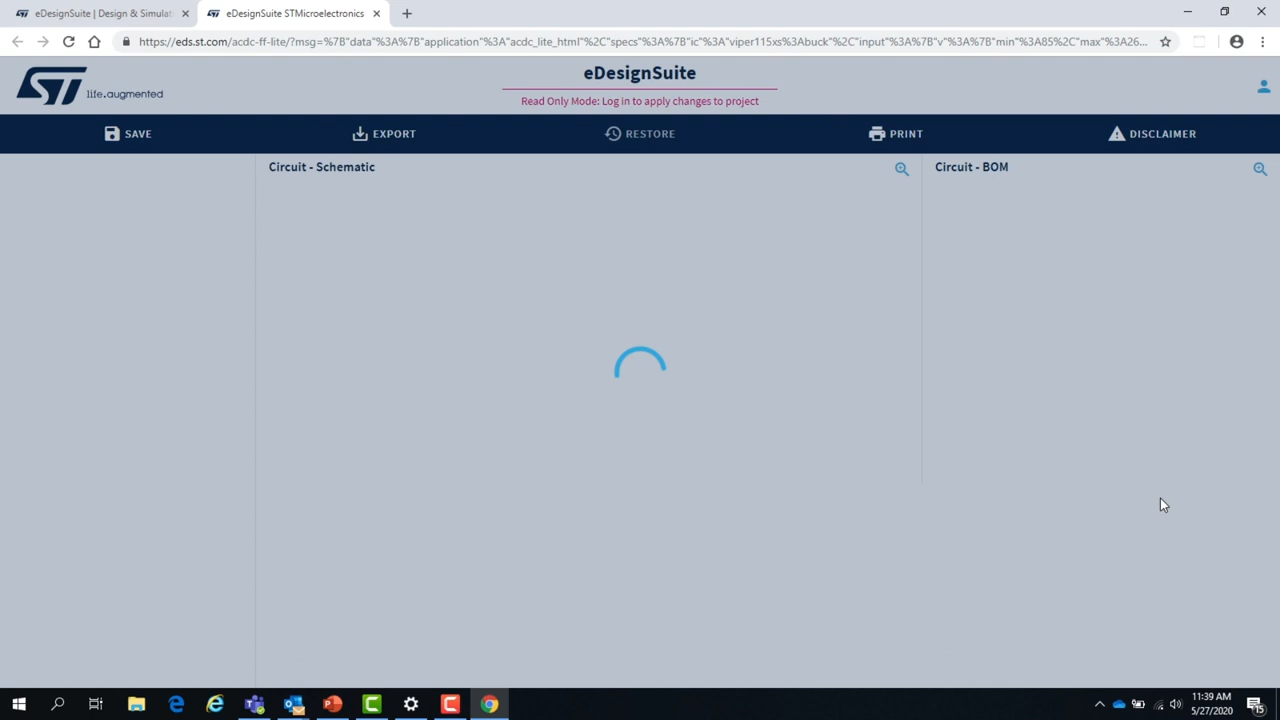 eDesignSuite | Design & Simulat
eDesignSuite STMicroelectronics
https://eds.st.com/acdc-ff-lite/?msg=%7B"data"%3A%7B"application"%3A"acdc_lite_html"%2C"specs"%3A%7B"ic"%3A"viper115xs%3Abuck"%2C"input"%3A%7B"v"%3A%7B"min"%3A85%2C"max"%3A26...
ST life.augmented
eDesignSuite
Read Only Mode: Log in to apply changes to project
SAVE
EXPORT
RESTORE
PRINT
DISCLAIMER
Circuit - Schematic
Circuit - BOM
11:39 AM
5/27/2020
15